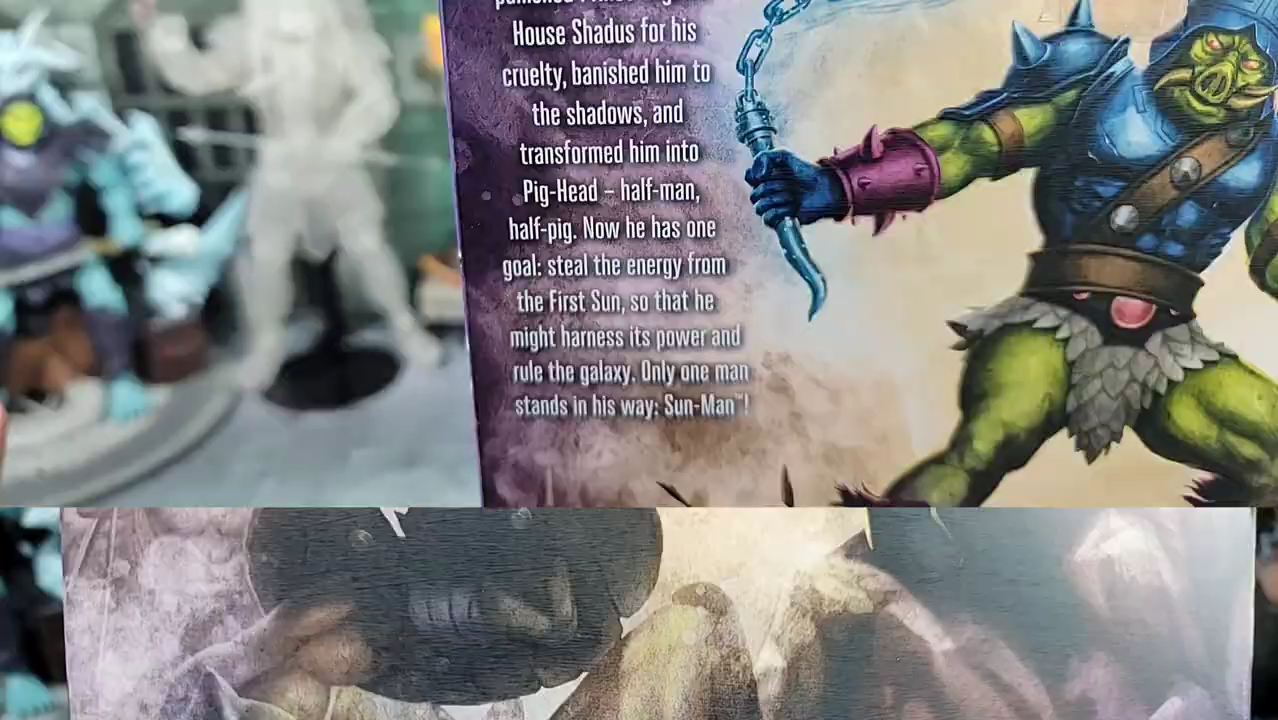 House Shadus for his
cruelty, banished him to
the shadows, and
transformed him into
Pig-Head – half-man,
half-pig. Now he has one
goal: steal the energy from
the First Sun, so that he
might harness its power and
rule the galaxy. Only one man
stands in his way: Sun-Man™!